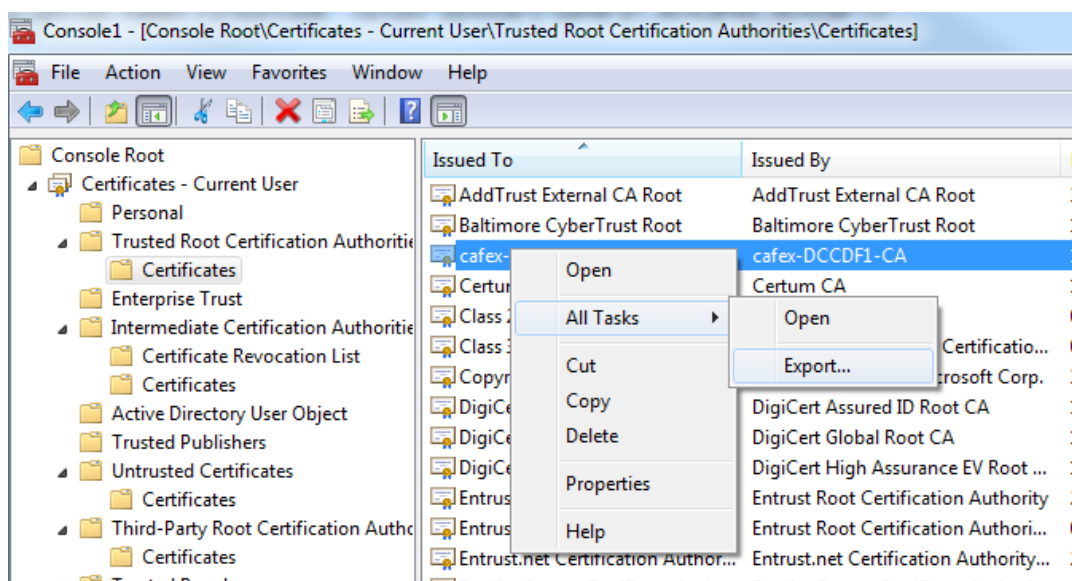 Console1 - [Console Root\Certificates - Current User\Trusted Root Certification Authorities\Certificates]
File Action View Favorites Window Help
Console Root
Certificates - Current User
Personal
Trusted Root Certification Authoritie
Certificates
Enterprise Trust
Intermediate Certification Authoritie
Certificate Revocation List
Certificates
Active Directory User Object
Trusted Publishers
Untrusted Certificates
Certificates
Third-Party Root Certification Autho
Certificates
Issued To Issued By
AddTrust External CA Root AddTrust External CA Root
Baltimore CyberTrust Root Baltimore CyberTrust Root
cafex- cafex-DCCDF1-CA
Certum CA
Class
Class Certificatio...
Copyr rosoft Corp.
DigiCe DigiCert Assured ID Root CA
DigiCe DigiCert Global Root CA
DigiCe DigiCert High Assurance EV Root ...
Entrus Entrust Root Certification Authority
Entrus Entrust Root Certification Authori...
Entrust.net Certification Author... Entrust.net Certification Authority...
Open
All Tasks
Cut
Copy
Delete
Properties
Help
Open
Export...